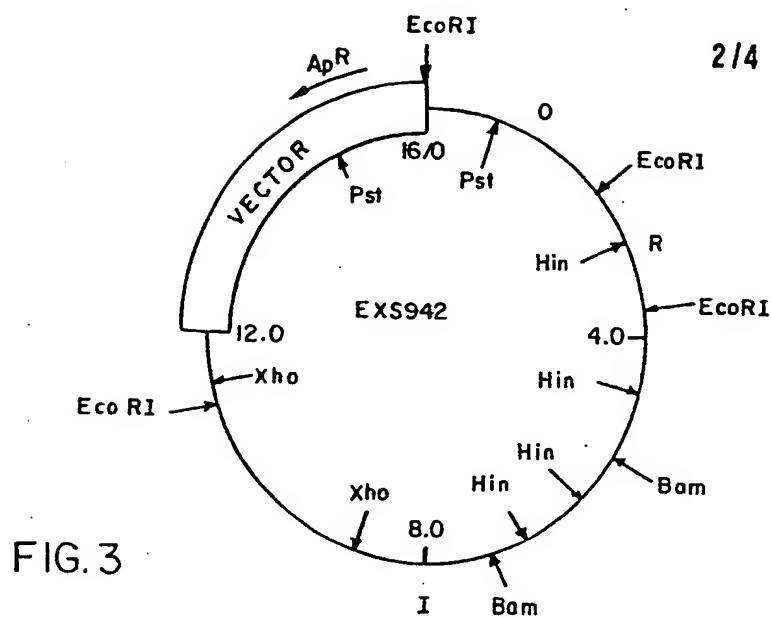 EcoRI
2/4
ApR
O
VECTOR
16/0
Pst
Pst
EcoRI
Hin
R
EXS942
EcoRI
12.0
4.0
Xho
Eco RI
Hin
Hin
Bam
Xho
Hin
8.0
FIG. 3
I
Bam